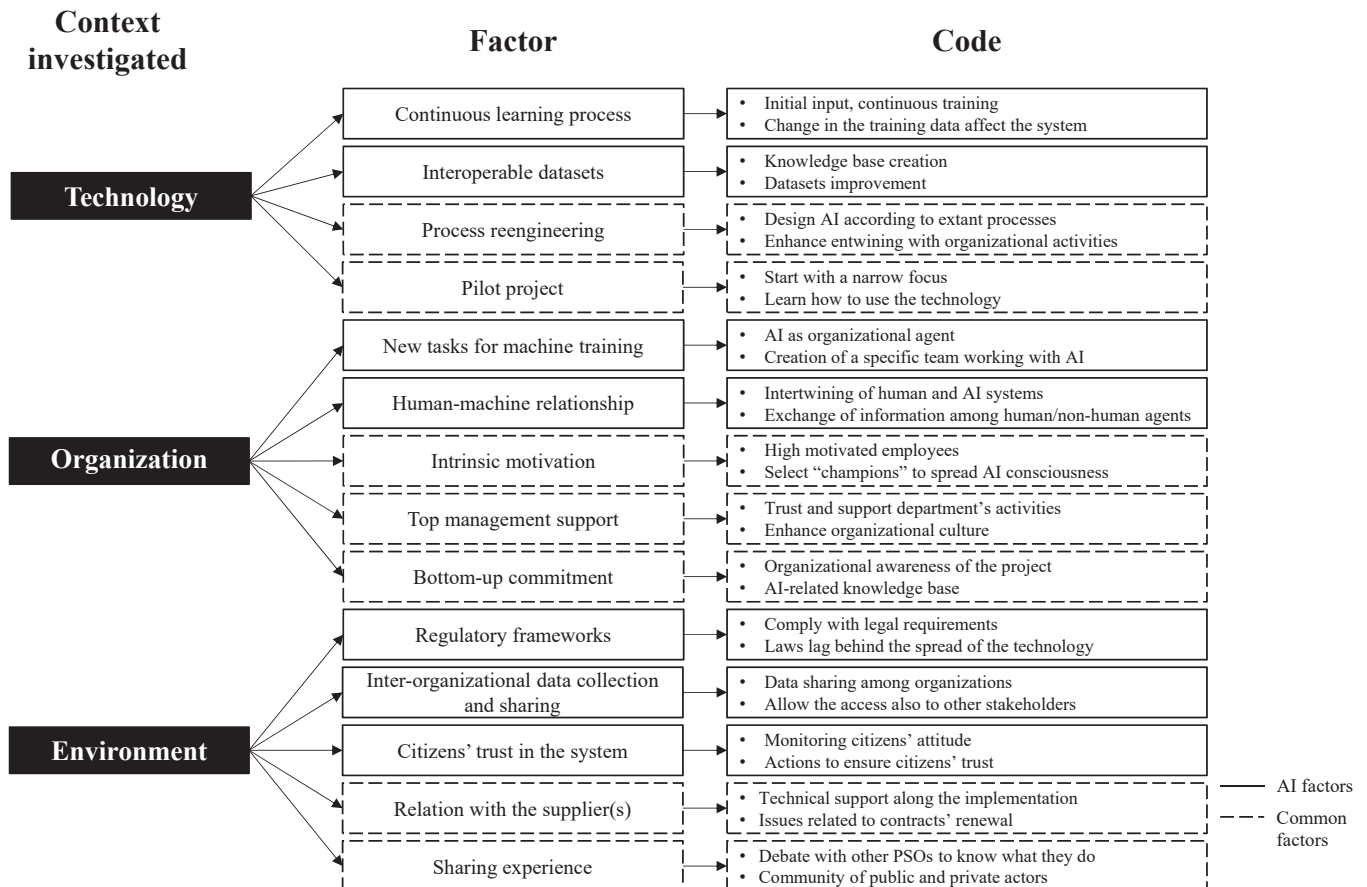 Context
investigated
Factor
Code
Technology
Continuous learning process
• Initial input, continuous training
• Change in the training data affect the system
Interoperable datasets
• Knowledge base creation
• Datasets improvement
Process reengineering
• Design AI according to extant processes
• Enhance entwining with organizational activities
Pilot project
• Start with a narrow focus
• Learn how to use the technology
Organization
New tasks for machine training
• AI as organizational agent
• Creation of a specific team working with AI
Human-machine relationship
• Intertwining of human and AI systems
• Exchange of information among human/non-human agents
Intrinsic motivation
• High motivated employees
• Select “champions” to spread AI consciousness
Top management support
• Trust and support department’s activities
• Enhance organizational culture
Bottom-up commitment
• Organizational awareness of the project
• AI-related knowledge base
Environment
Regulatory frameworks
• Comply with legal requirements
• Laws lag behind the spread of the technology
Inter-organizational data collection
and sharing
• Data sharing among organizations
• Allow the access also to other stakeholders
Citizens’ trust in the system
• Monitoring citizens’ attitude
• Actions to ensure citizens’ trust
Relation with the supplier(s)
• Technical support along the implementation
• Issues related to contracts’ renewal
Sharing experience
• Debate with other PSOs to know what they do
• Community of public and private actors
AI factors
Common
factors